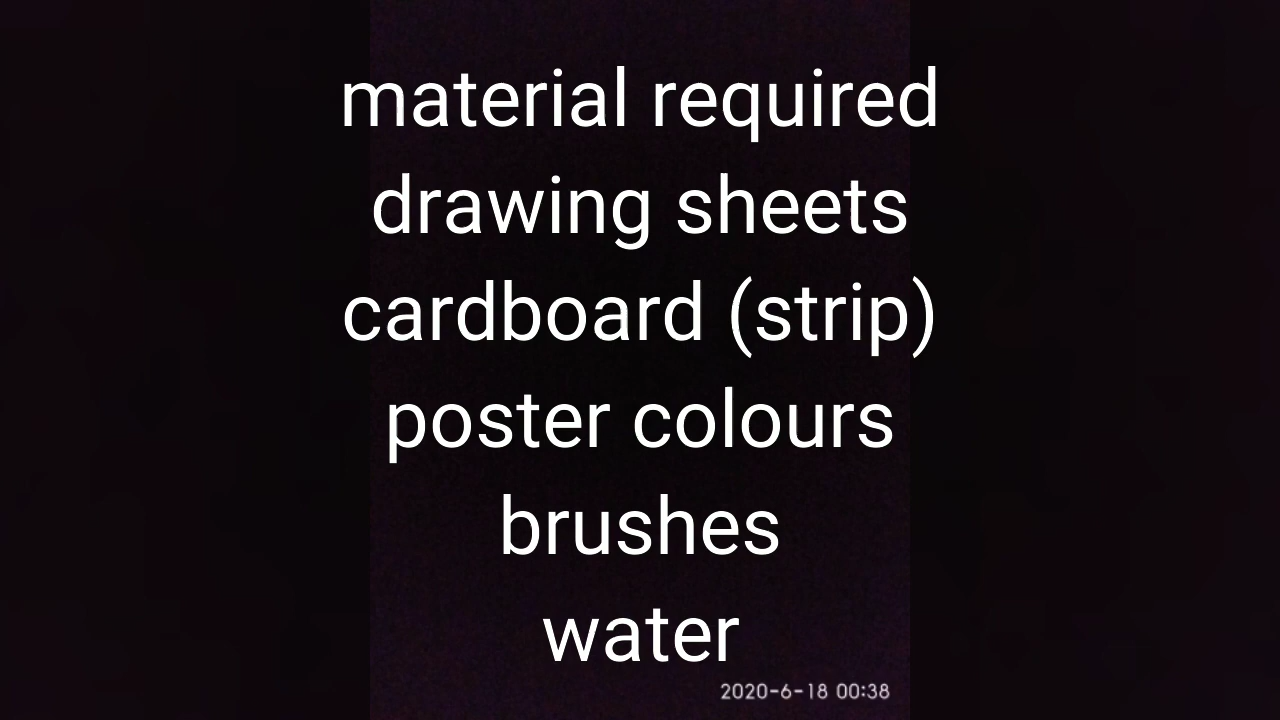 material required
drawing sheets
cardboard (strip)
poster colours
brushes
water
2020-6-18 00:38